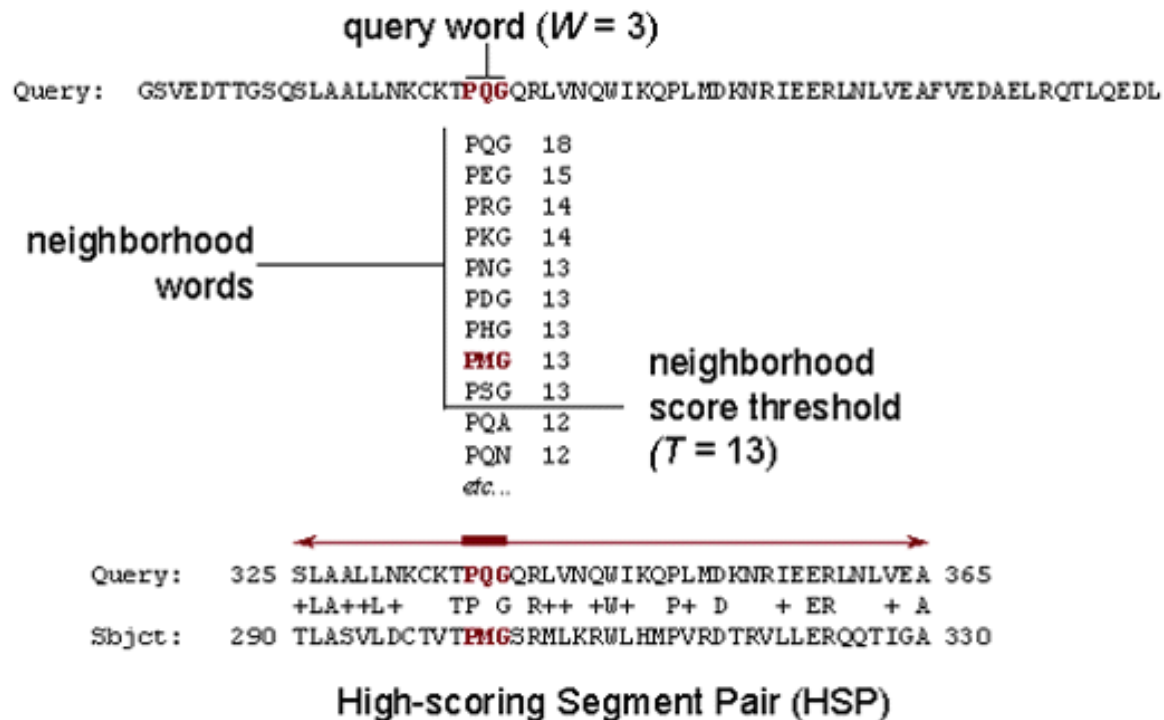 query word (W = 3)
Query: GSVEDTTGSQSLAALLNKCKTPQGQRLVNQWIKQPLMDKNRIEERLNLVEAFVEDAELRQTLQEDL
PQG 18
PEG 15
PRG 14
PKG 14
PNG 13
PDG 13
PHG 13
PMG 13
PSG 13
PQA 12
PQN 12
etc...
neighborhood
words
neighborhood
score threshold
(T = 13)
Query: 325 SLAALLNKCKTPQGQRLVNQWIKQPLMDKNRIEERLNLVEA 365
+LA++L+ TP G R++ +W+ P+ D + ER + A
Sbjct: 290 TLASVLDCTVTPMGSRMLKRWLHMPVRDTRVLLERQQTIGA 330
High-scoring Segment Pair (HSP)